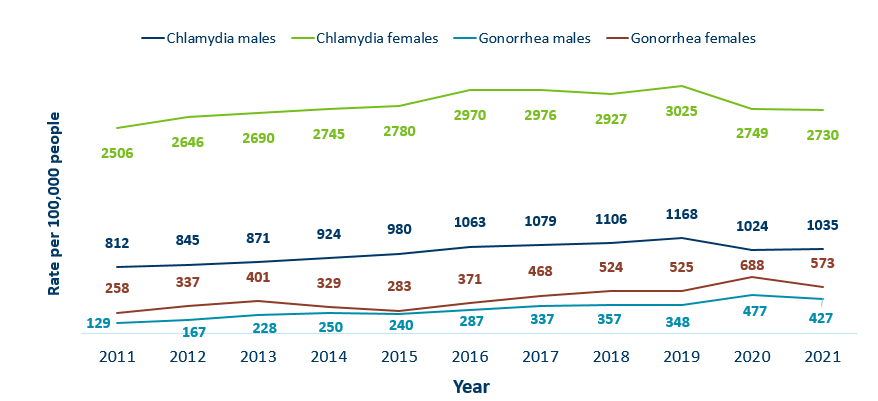 Chlamydia males Chlamydia females Gonorrhea males Gonorrhea females
Rate per 100,000 people
2506 2646 2690 2745 2780 2970 2976 2927 3025 2749 2730
812 845 871 924 980 1063 1079 1106 1168 1024 1035
258 337 401 329 283 371 468 524 525 688 573
129 167 228 250 240 287 337 357 348 477 427
2011 2012 2013 2014 2015 2016 2017 2018 2019 2020 2021
Year